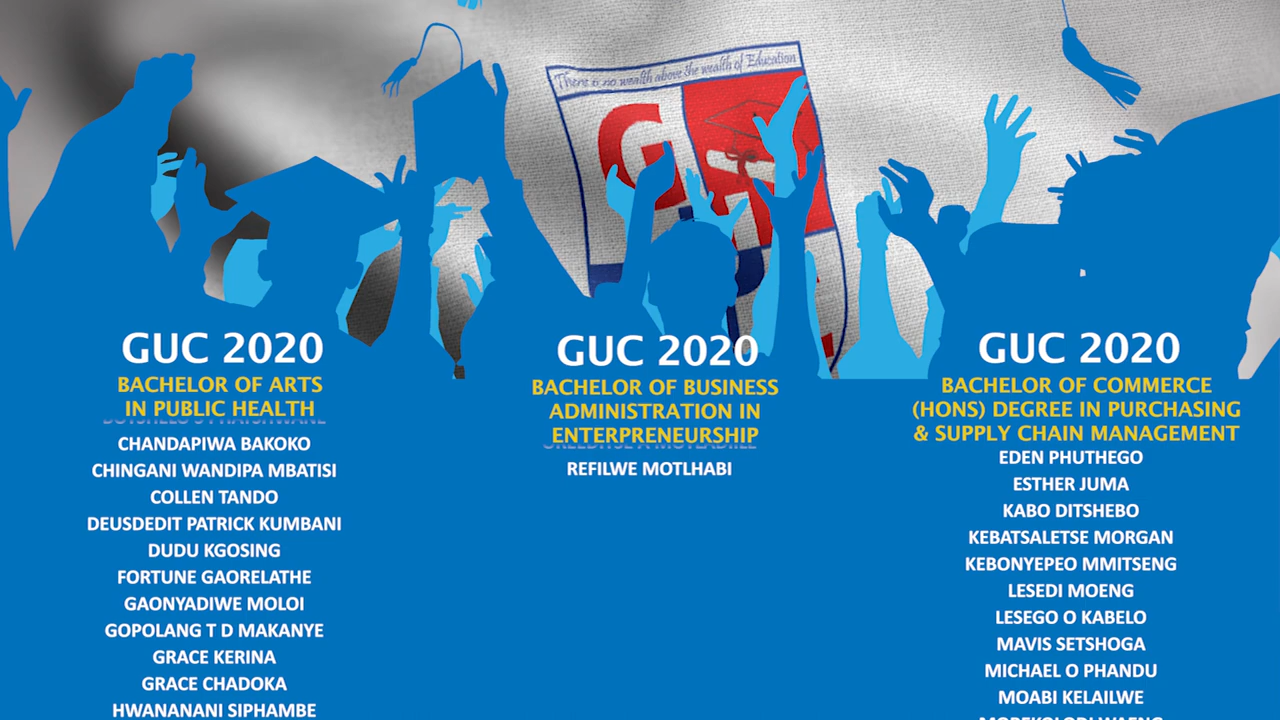 There is no wealth above the wealth of Education
G
GUC 2020
BACHELOR OF ARTS
IN PUBLIC HEALTH
CHANDAPIWA BAKOKO
CHINGANI WANDIPA MBATISI
COLLEN TANDO
DEUSDEDIT PATRICK KUMBANI
DUDU KGOSING
FORTUNE GAORELATHE
GAONYADIWE MOLOI
GOPOLANG T D MAKANYE
GRACE KERINA
GRACE CHADOKA
HWANANANI SIPHAMBE
GUC 2020
BACHELOR OF BUSINESS
ADMINISTRATION IN
ENTERPRENEURSHIP
REFILWE MOTLHABI
GUC 2020
BACHELOR OF COMMERCE
(HONS) DEGREE IN PURCHASING
& SUPPLY CHAIN MANAGEMENT
EDEN PHUTHEGO
ESTHER JUMA
KABO DITSHEBO
KEBATSALETSE MORGAN
KEBONYEPEO MMITSENG
LESEDI MOENG
LESEGO O KABELO
MAVIS SETSHOGA
MICHAEL O PHANDU
MOABI KELAILWE